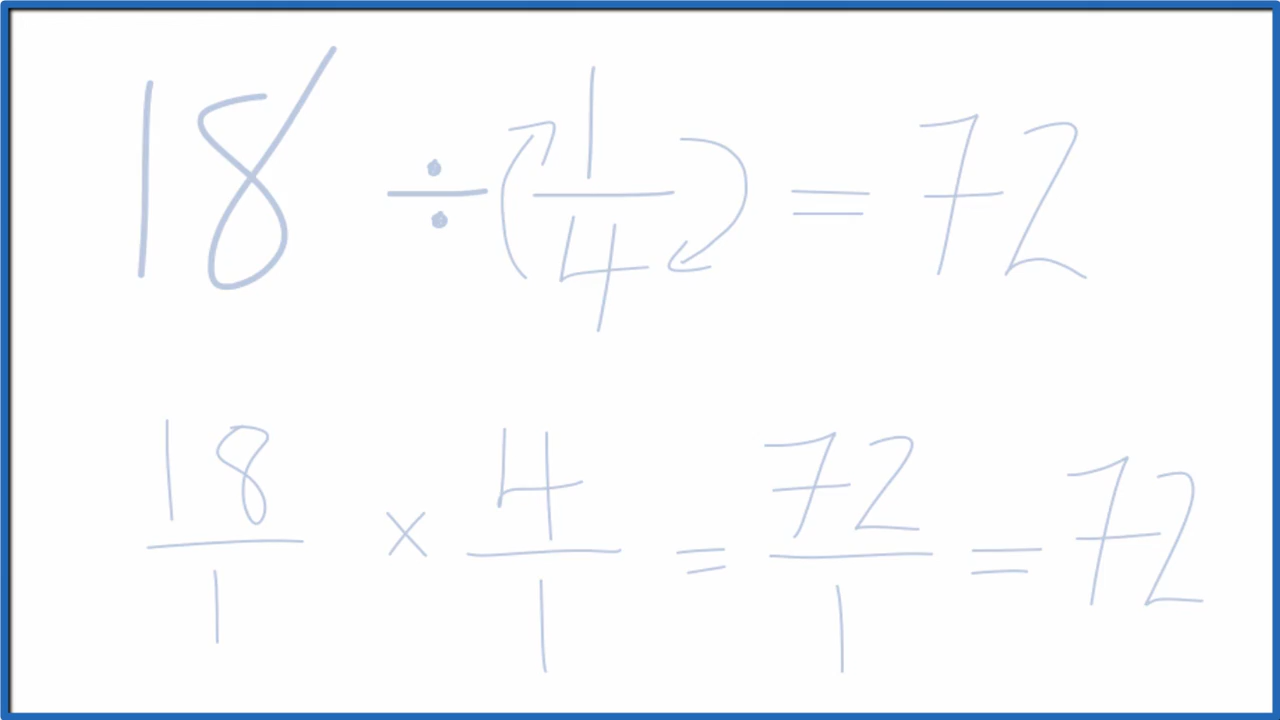 18 ÷ 1/4 = 72
18/1 × 4/1 = 72/1 = 72